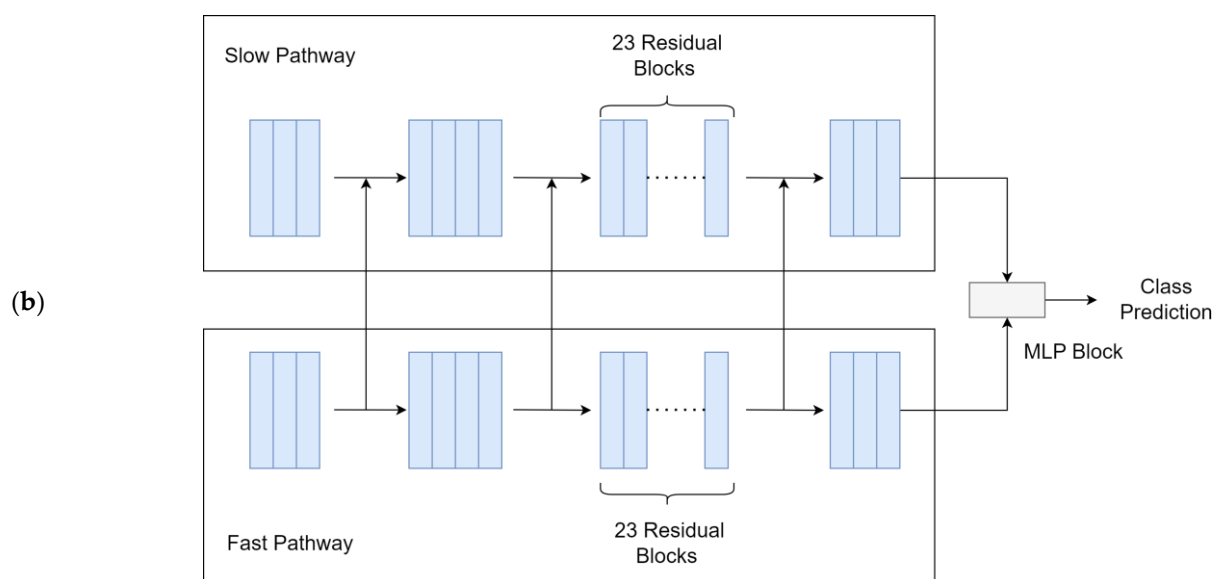 23 Residual
Blocks
Slow Pathway
(b)
Class
Prediction
MLP Block
23 Residual
Blocks
Fast Pathway